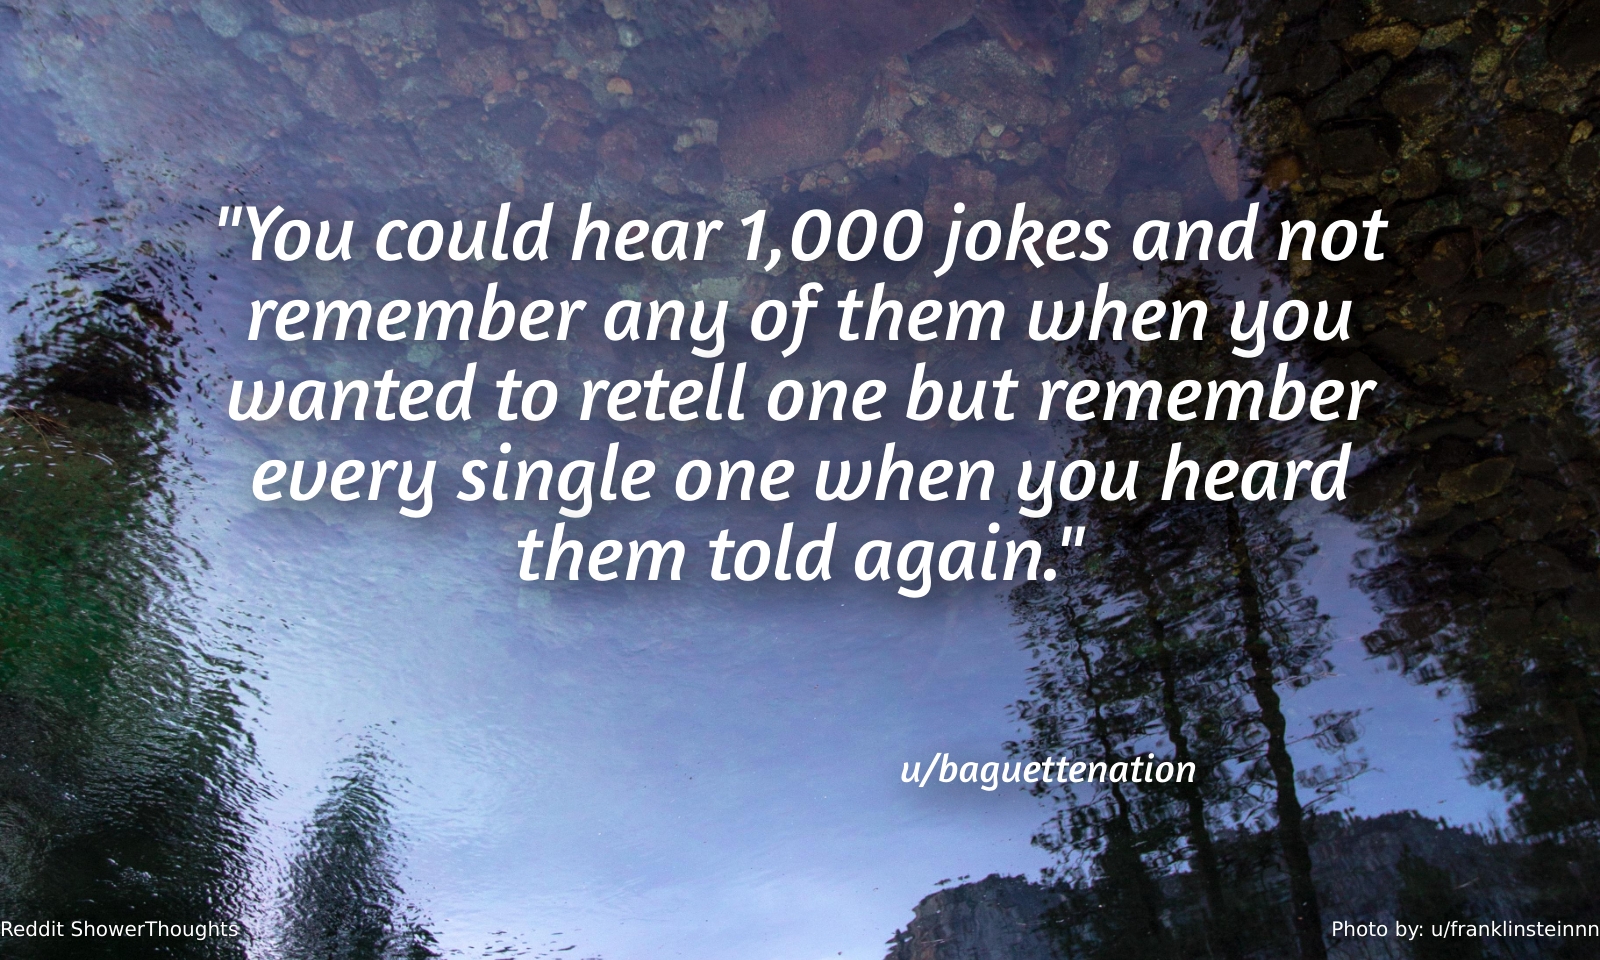 "You could hear 1,000 jokes and not
remember any of them when you
wanted to retell one but remember
every single one when you heard
them told again."
u/baguettenation
Reddit ShowerThoughts
Photo by: u/franklinsteinnn